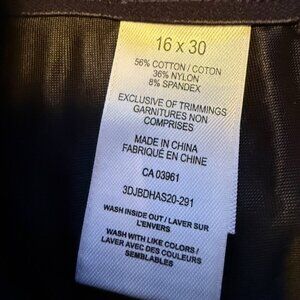 16 x 30
56% COTTON / COTON
36% NYLON
8% SPANDEX
EXCLUSIVE OF TRIMMINGS
GARNITURES NON
COMPRISES
MADE IN CHINA
FABRIQUÉ EN CHINE
CA 03961
3DJBDHAS20-291
WASH INSIDE OUT / LAVER SUR
L'ENVERS
WASH WITH LIKE COLORS /
LAVER AVEC DES COULEURS
SEMBLABLES